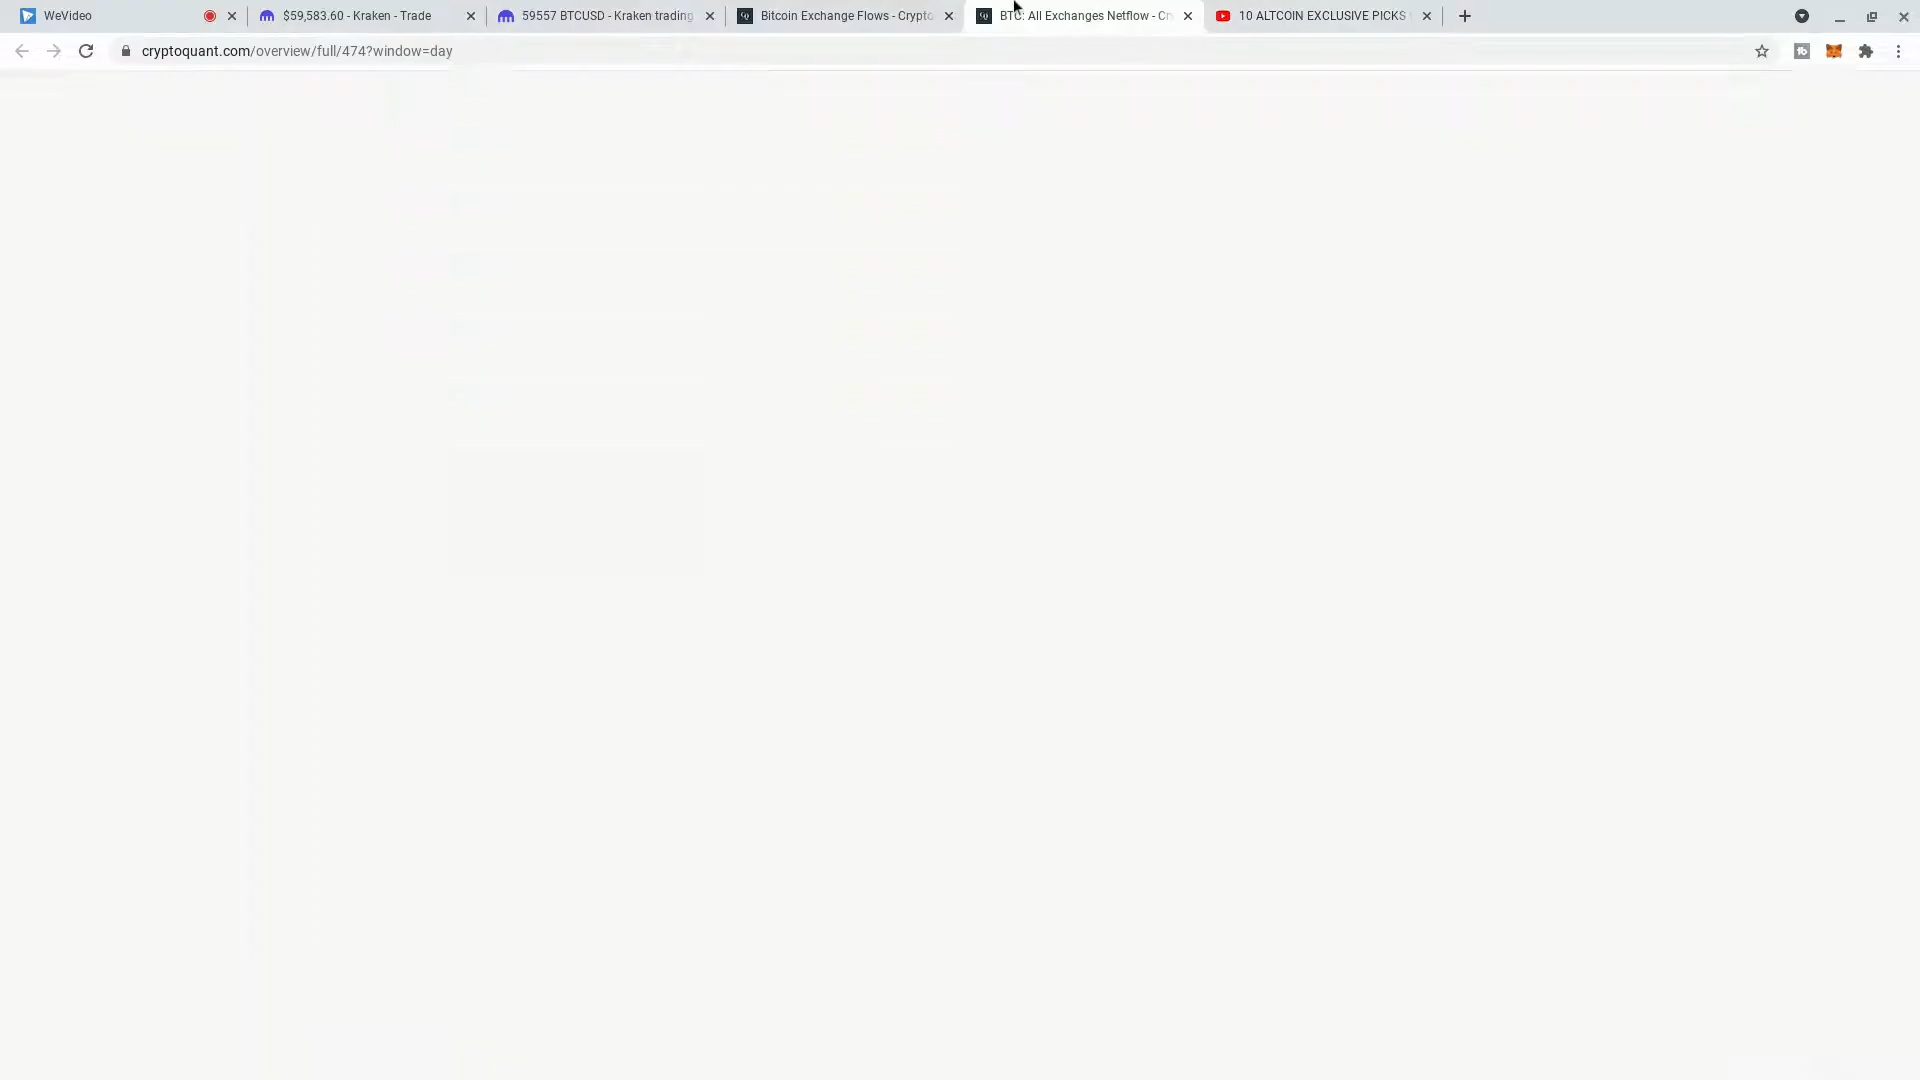 WeVideo
$59,583.60 - Kraken - Trade
59557 BTCUSD - Kraken trading
Bitcoin Exchange Flows - Crypto
BTC: All Exchanges Netflow - Cr
10 ALTCOIN EXCLUSIVE PICKS
cryptoquant.com/overview/full/474?window=day